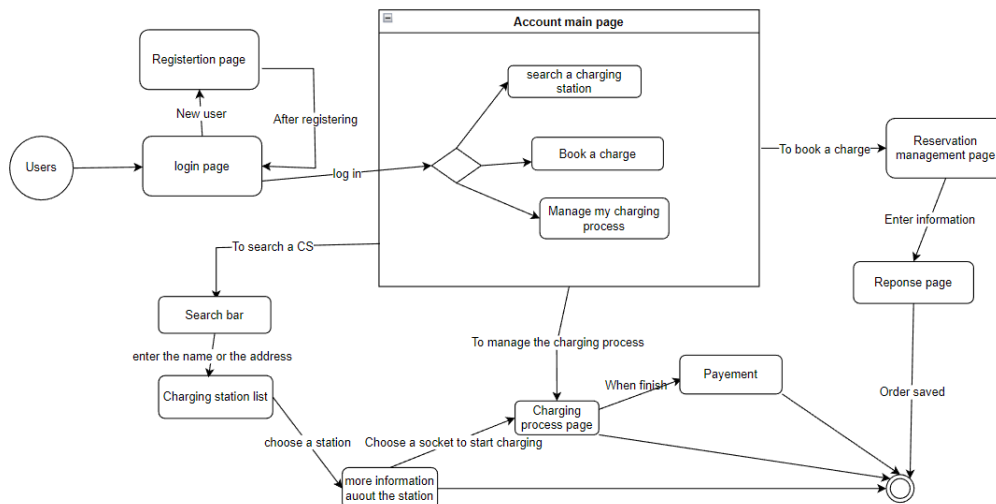 Account main page
Registertion page
search a charging
station
New user
After registering
Users
login page
log in
Book a charge
To book a charge
Reservation
management page
Manage my charging
process
Enter information
To search a CS
Reponse page
Search bar
To manage the charging process
enter the name or the address
Charging station list
When finish
Payement
Order saved
Charging
process page
choose a station
Choose a socket to start charging
more information
auout the station